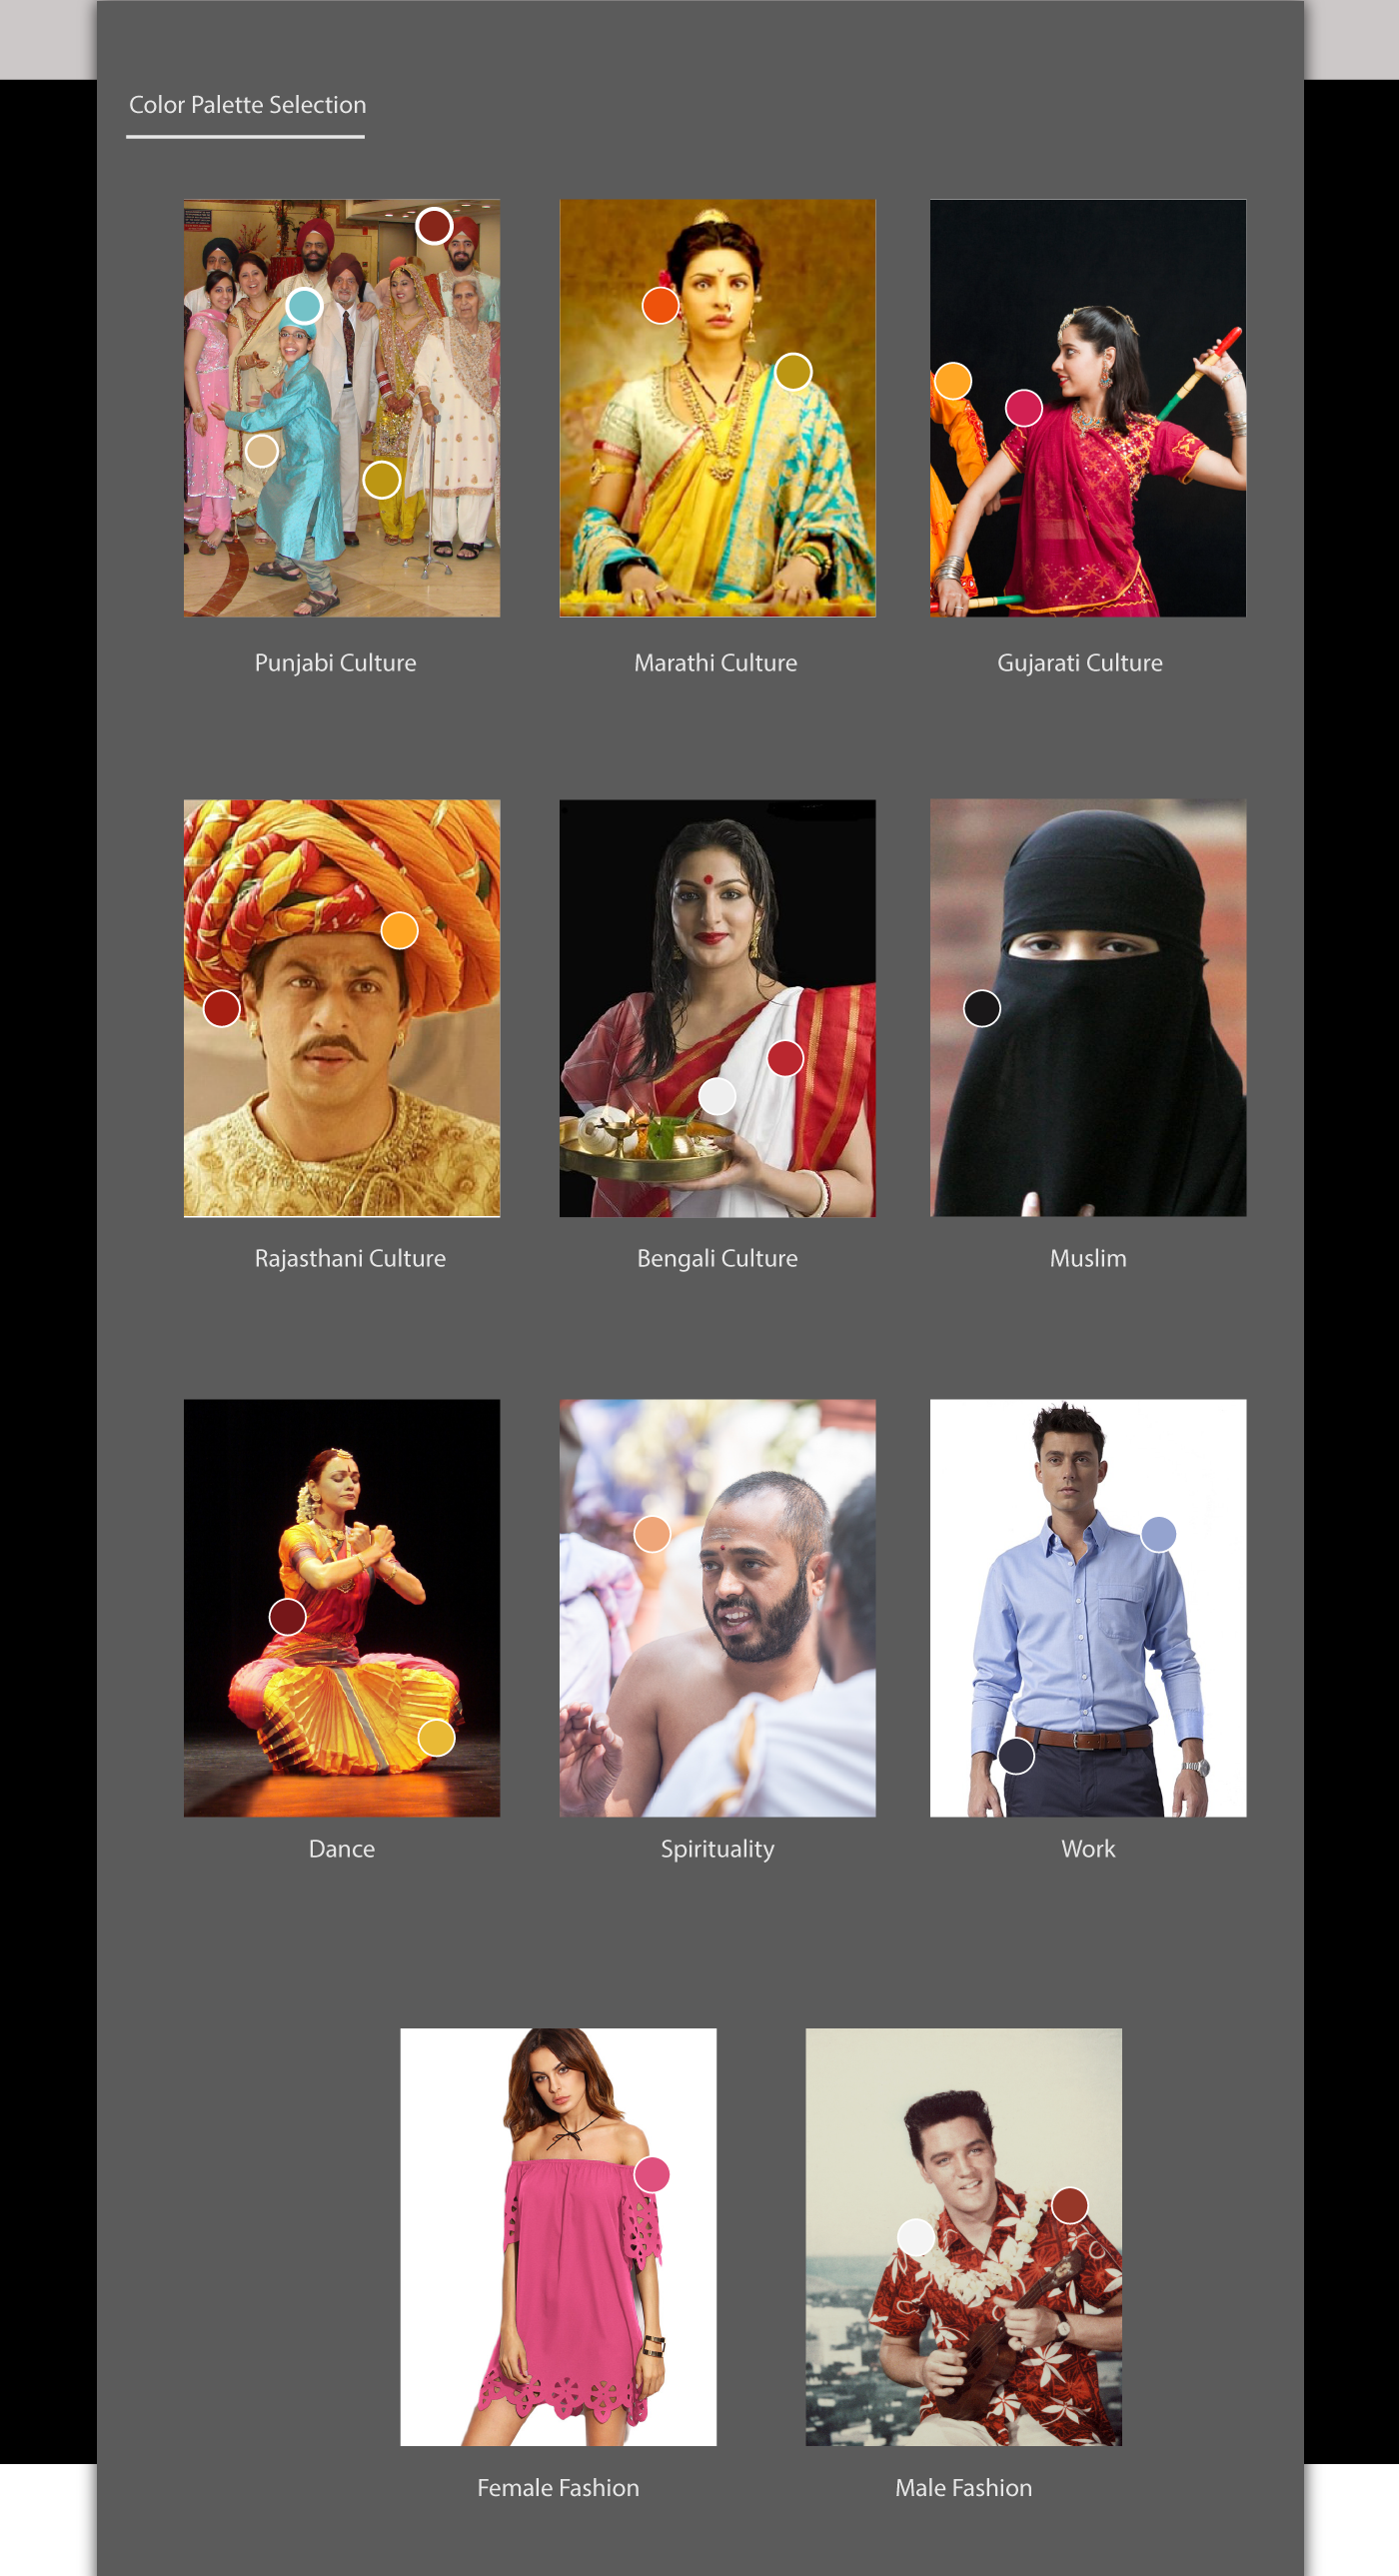 Color Palette Selection
Punjabi Culture
Marathi Culture
Gujarati Culture
Rajasthani Culture
Bengali Culture
Muslim
Dance
Spirituality
Work
Female Fashion
Male Fashion